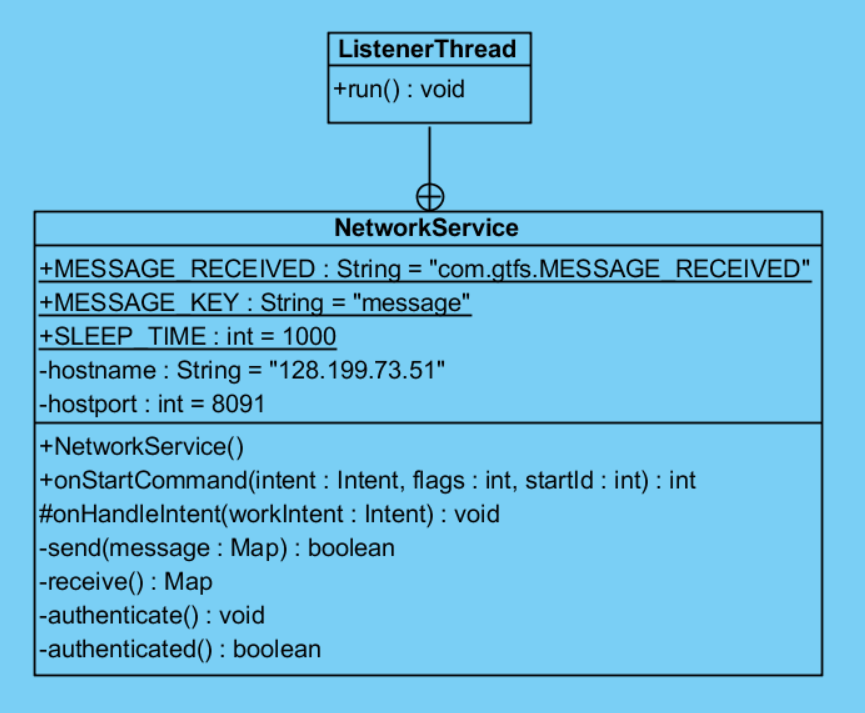 ListenerThread
+run() : void
NetworkService
+MESSAGE_RECEIVED : String = "com.gtfs.MESSAGE_RECEIVED"
+MESSAGE_KEY : String = "message"
+SLEEP_TIME : int = 1000
-hostname : String = "128.199.73.51"
-hostport : int = 8091
+NetworkService()
+onStartCommand(intent : Intent, flags : int, startId : int) : int
#onHandleIntent(workIntent : Intent) : void
-send(message : Map) : boolean
-receive() : Map
-authenticate() : void
-authenticated() : boolean